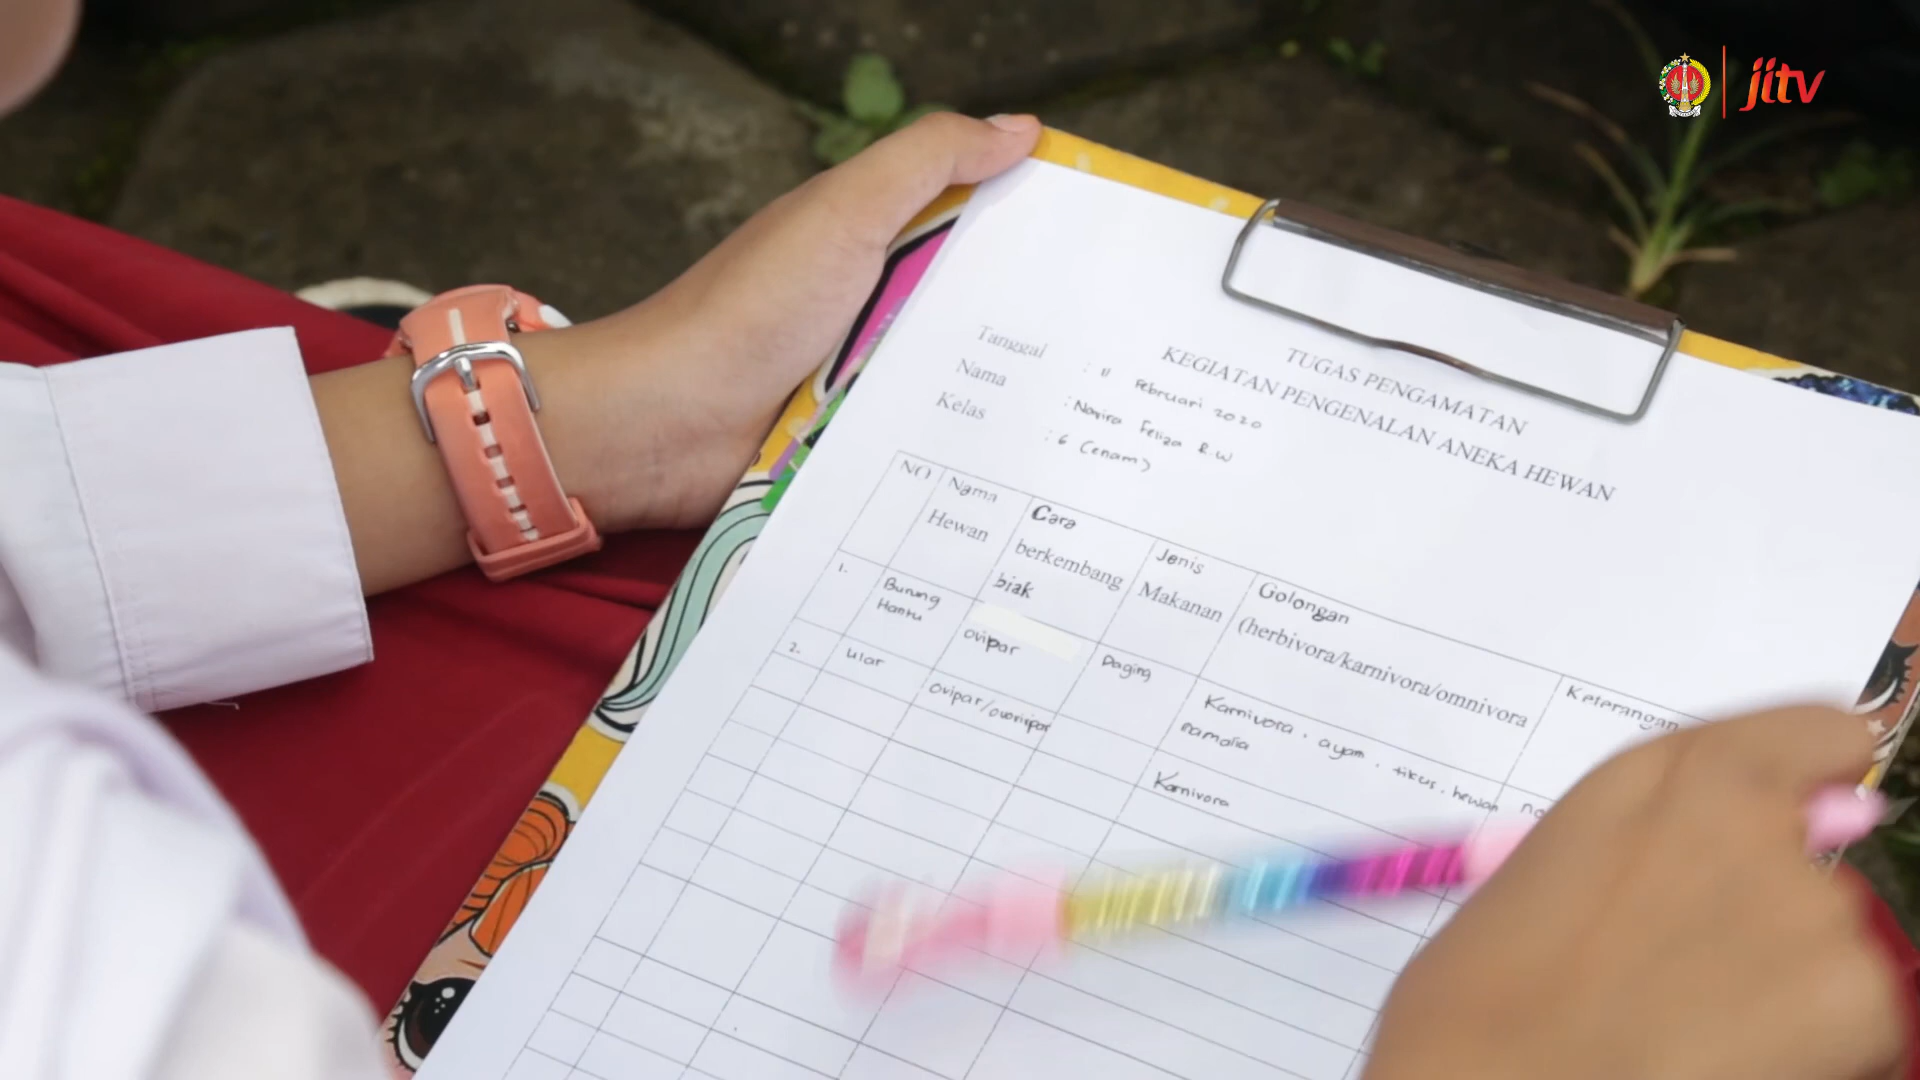 jitv
TUGAS PENGAMATAN
KEGIATAN PENGENALAN ANEKA HEWAN
Tanggal : 11 Februari 2020
Nama : Navira Feliza R.W
Kelas : 6 (enam)
NO
Nama
Hewan
Cara
berkembang
biak
Jenis
Makanan
Golongan
(herbivora/karnivora/omnivora
Keterangan
1.
Burung
Hantu
ovipar
Daging
Karnivora, ayam, tikus, hewan
mamalia
2.
ular
ovipar/
Karnivora